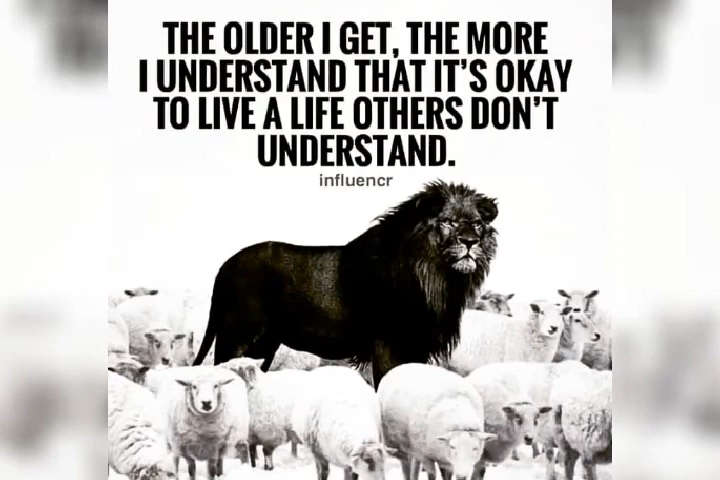 THE OLDER I GET, THE MORE
I UNDERSTAND THAT IT'S OKAY
TO LIVE A LIFE OTHERS DON'T
UNDERSTAND.
influencr